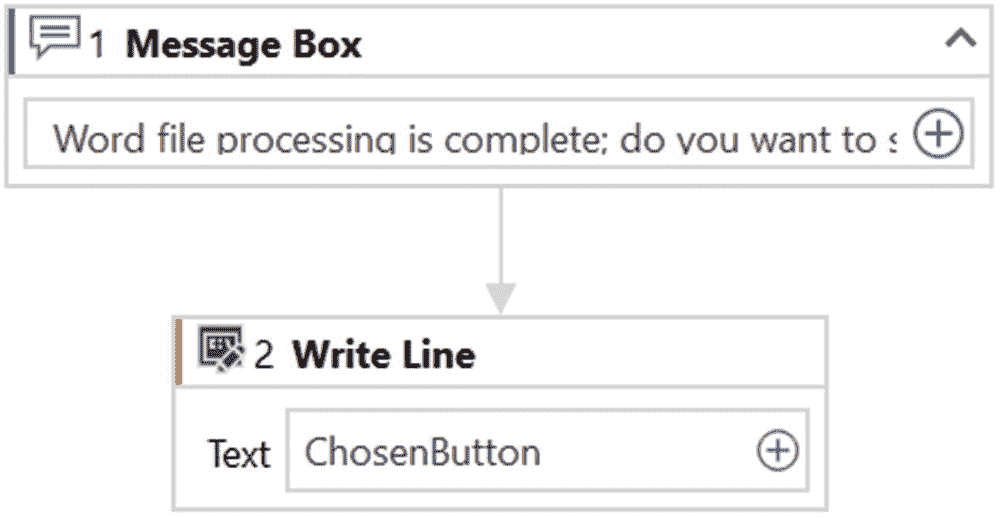 1 Message Box
Word file processing is complete; do you want to
2 Write Line
Text ChosenButton